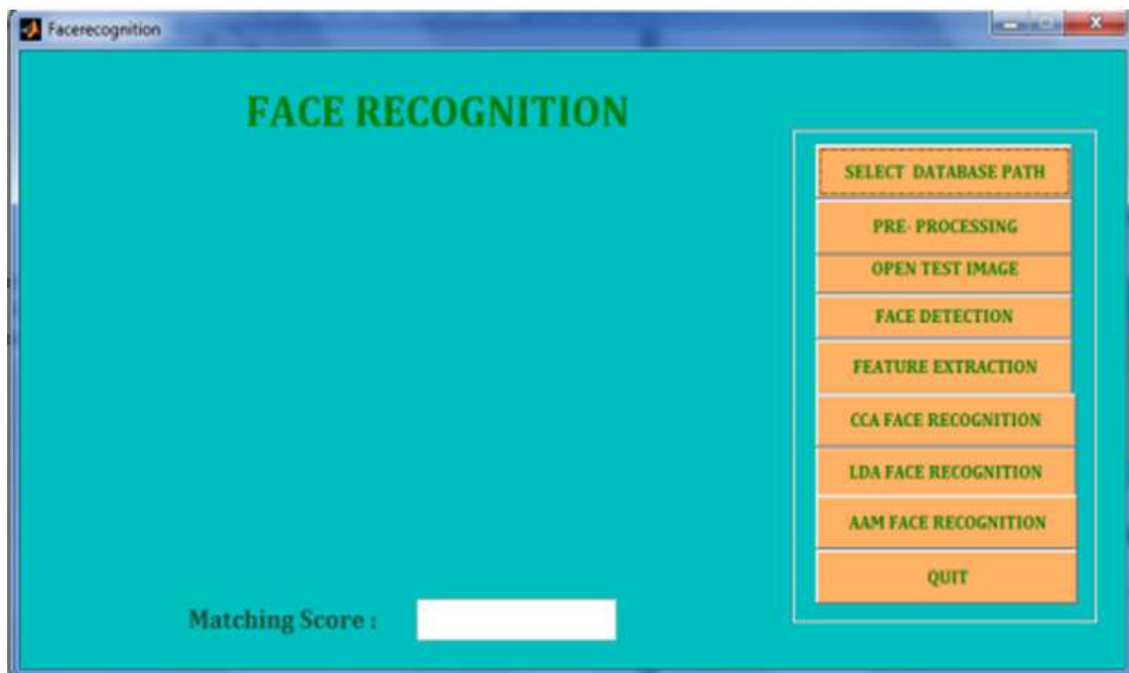 Facerecognition
FACE RECOGNITION
SELECT DATABASE PATH
PRE- PROCESSING
OPEN TEST IMAGE
FACE DETECTION
FEATURE EXTRACTION
CCA FACE RECOGNITION
LDA FACE RECOGNITION
AAM FACE RECOGNITION
QUIT
Matching Score :